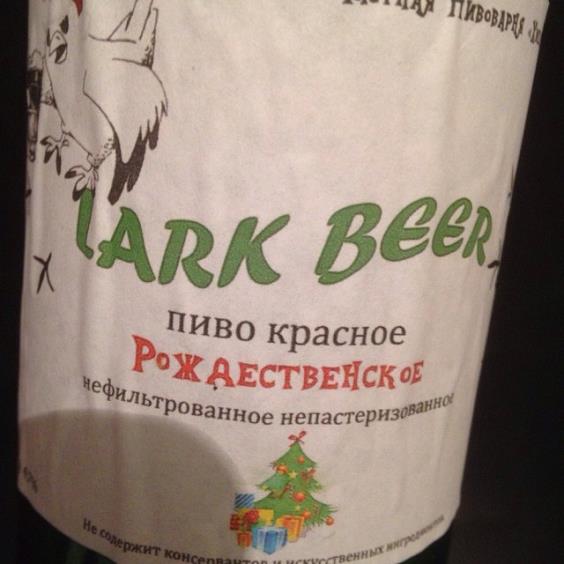 ПИВОВАРНЯ
LARK BEER
пиво красное
РОЖДЕСТВЕНСКОЕ
нефильтрованное непастеризованное
Не содержит консервантов и искусственных ингредиентов